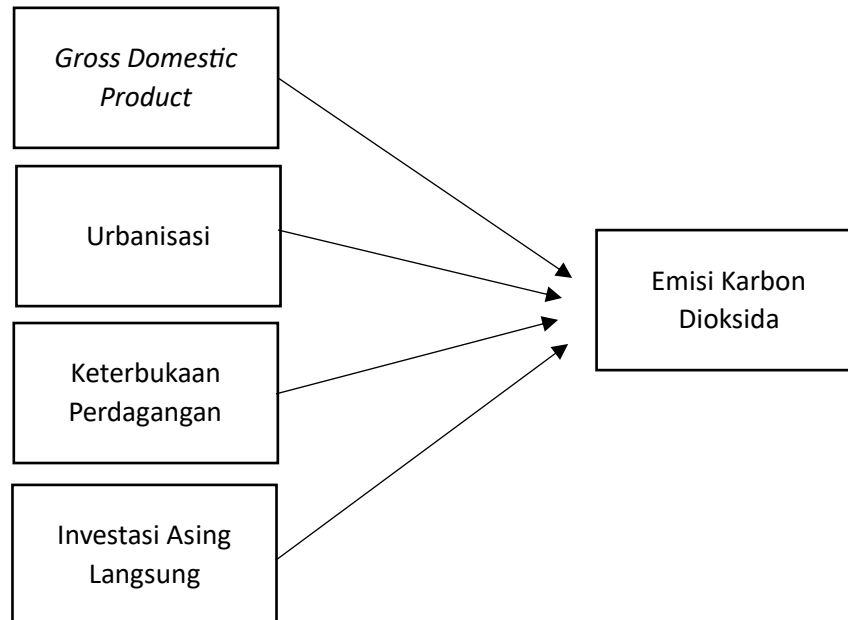 Gross Domestic
Product
Urbanisasi
Keterbukaan
Perdagangan
Investasi Asing
Langsung
Emisi Karbon
Dioksida